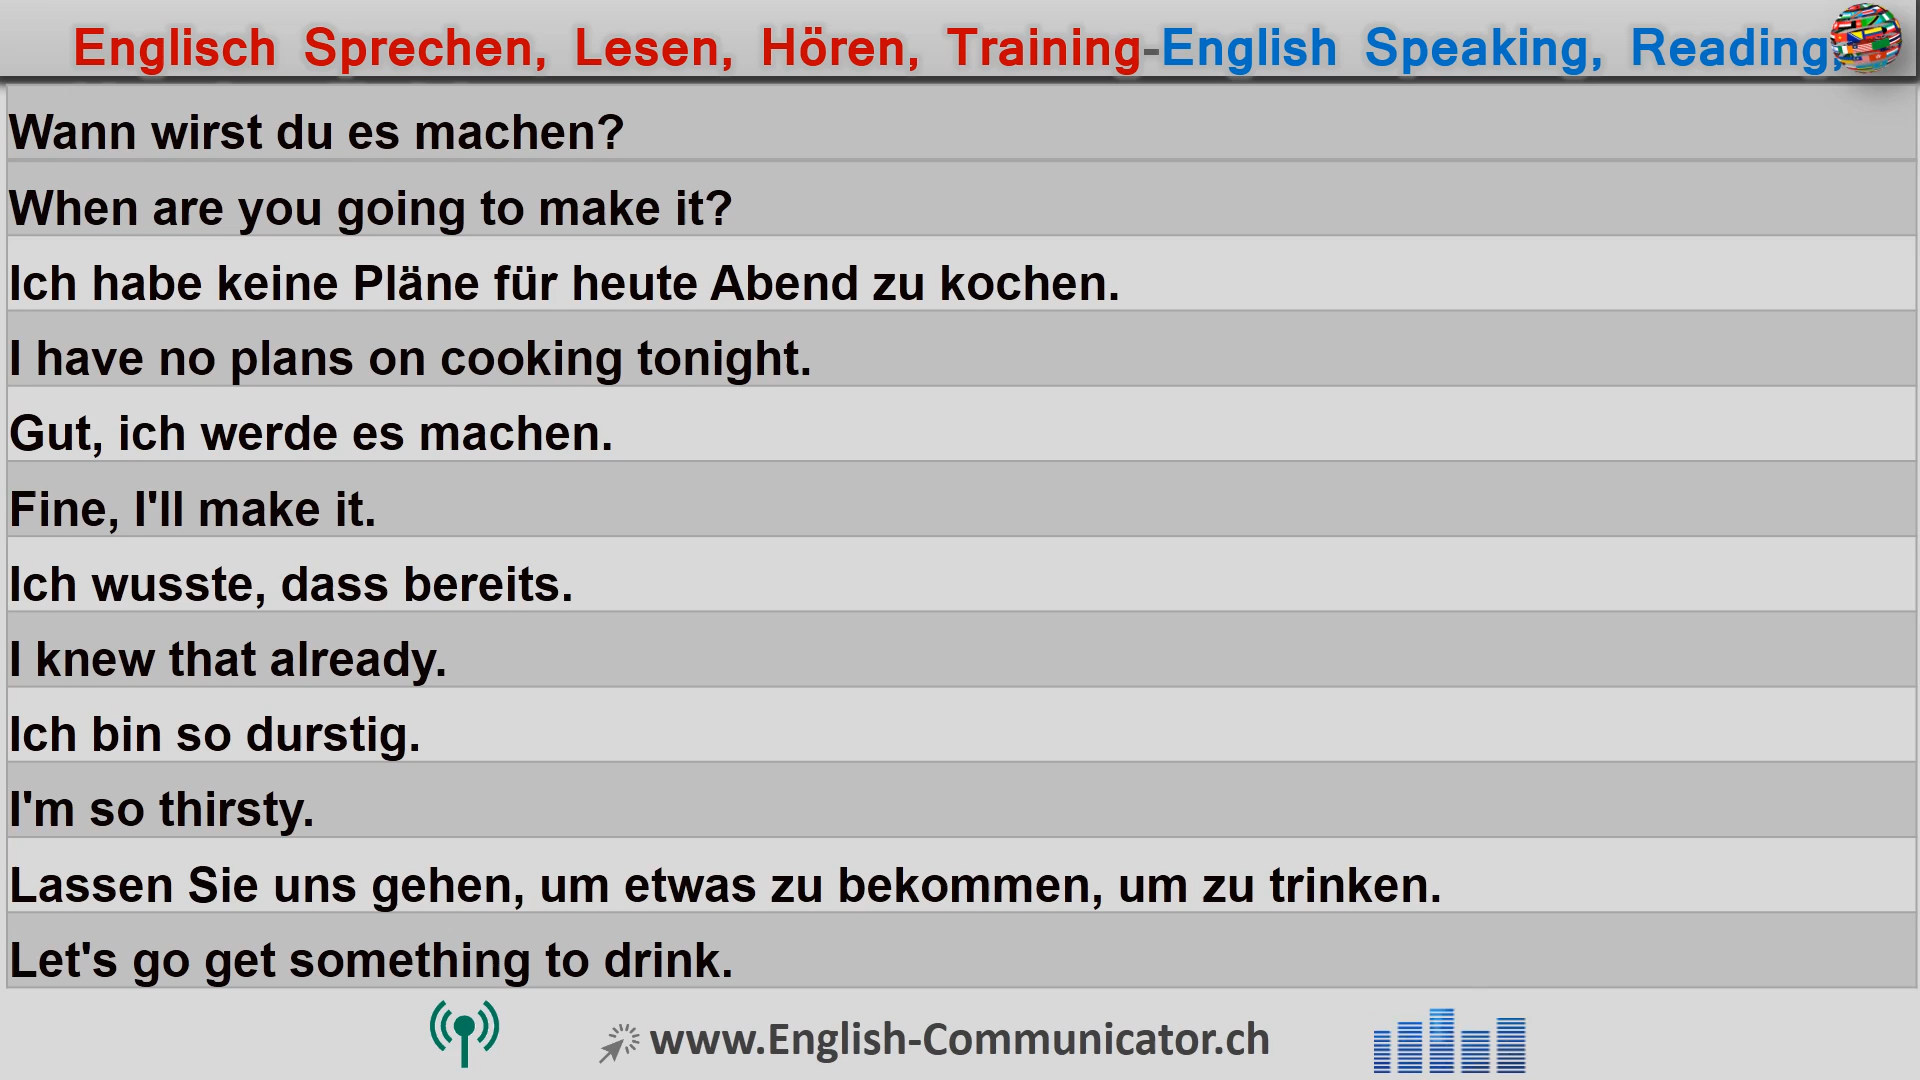 Englisch Sprechen, Lesen, Hören, Training-English Speaking, Reading,
Wann wirst du es machen?
When are you going to make it?
Ich habe keine Pläne für heute Abend zu kochen.
I have no plans on cooking tonight.
Gut, ich werde es machen.
Fine, I'll make it.
Ich wusste, dass bereits.
I knew that already.
Ich bin so durstig.
I'm so thirsty.
Lassen Sie uns gehen, um etwas zu bekommen, um zu trinken.
Let's go get something to drink.
www.English-Communicator.ch